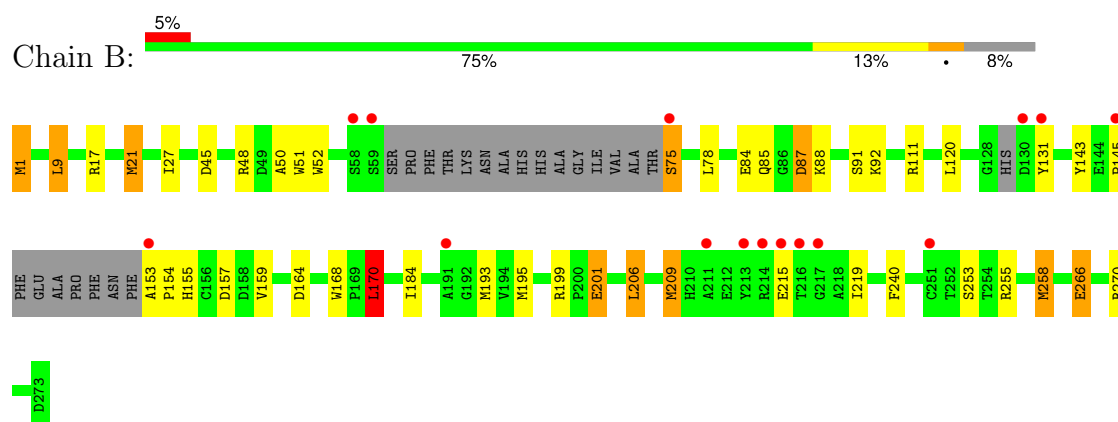 5%
Chain B:
75% 13% • 8%
M1 L9 R17 M21 I27 D45 R48 D49 A50 W51 W52 S58 S59 SER PRO PHE THR LYS ASN ALA HIS HIS ALA GLY ILE VAL ALA THR S75 L78 E84 Q85 G86 D87 K88 S91 K92 R111 L120 G128 HIS D130 Y131 Y143 E144
PHE GLU ALA PRO PHE ASN PHE A153 P154 H155 C156 D157 D158 V159 D164 W168 P169 L170 I184 A191 G192 M193 V194 M195 R199 P200 E201 L206 M209 H210 A211 E212 Y213 R214 E215 T216 G217 A218 I219 F240 C251 T252 S253 T254 R255 M258 E266
D273